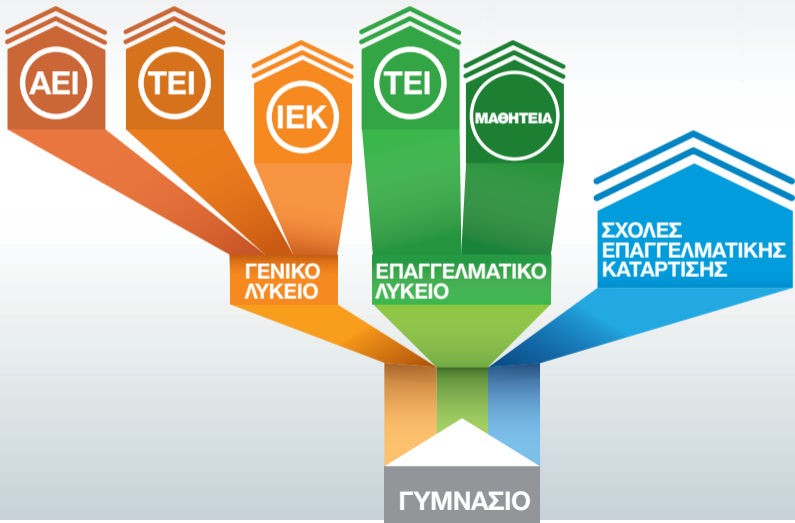 ΑΕΙ
ΤΕΙ
ΙΕΚ
ΤΕΙ
ΜΑΘΗΤΕΙΑ
ΣΧΟΛΕΣ
ΕΠΑΓΓΕΛΜΑΤΙΚΗΣ
ΚΑΤΑΡΤΙΣΗΣ
ΓΕΝΙΚΟ
ΛΥΚΕΙΟ
ΕΠΑΓΓΕΛΜΑΤΙΚΟ
ΛΥΚΕΙΟ
ΓΥΜΝΑΣΙΟ